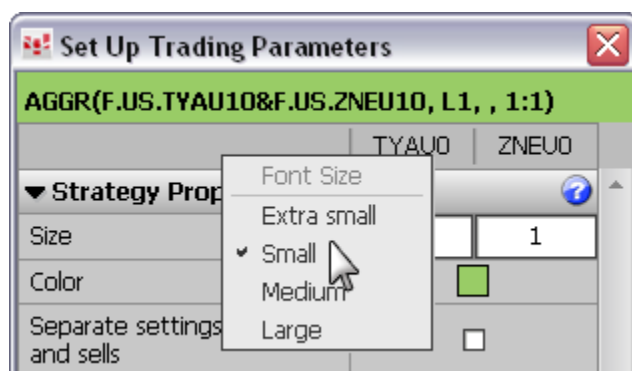 Set Up Trading Parameters
AGGR(F.US.TYAU10&F.US.ZNEU10, L1, , 1:1)
TYAU0 ZNEU0
Font Size
▼ Strategy Prop
?
Extra small
Size
1
✔ Small
Color
Medium
Separate settings
and sells
Large